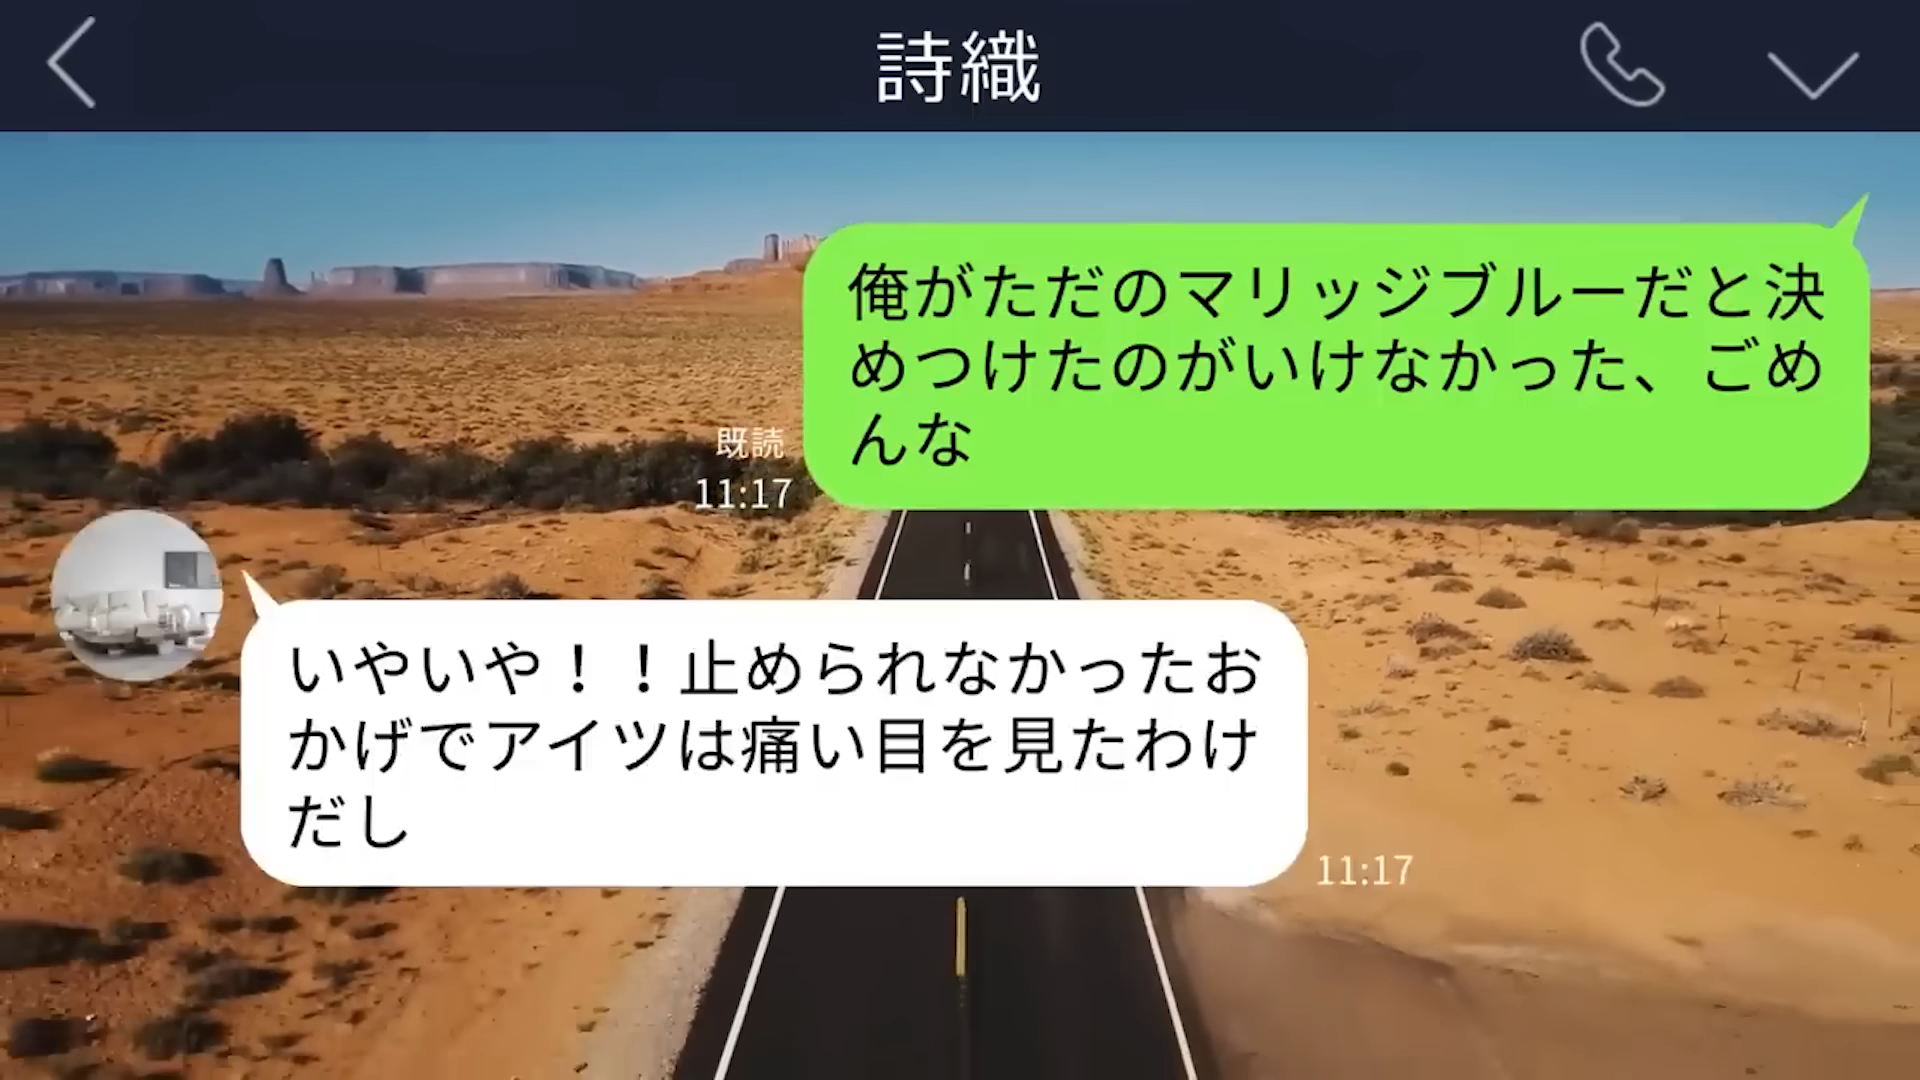 詩織
俺がただのマリッジブルーだと決
めつけたのがいけなかった、ごめ
んな
既読
11:17
いやいや！！止められなかったお
かげでアイツは痛い目を見たわけ
だし
11:17